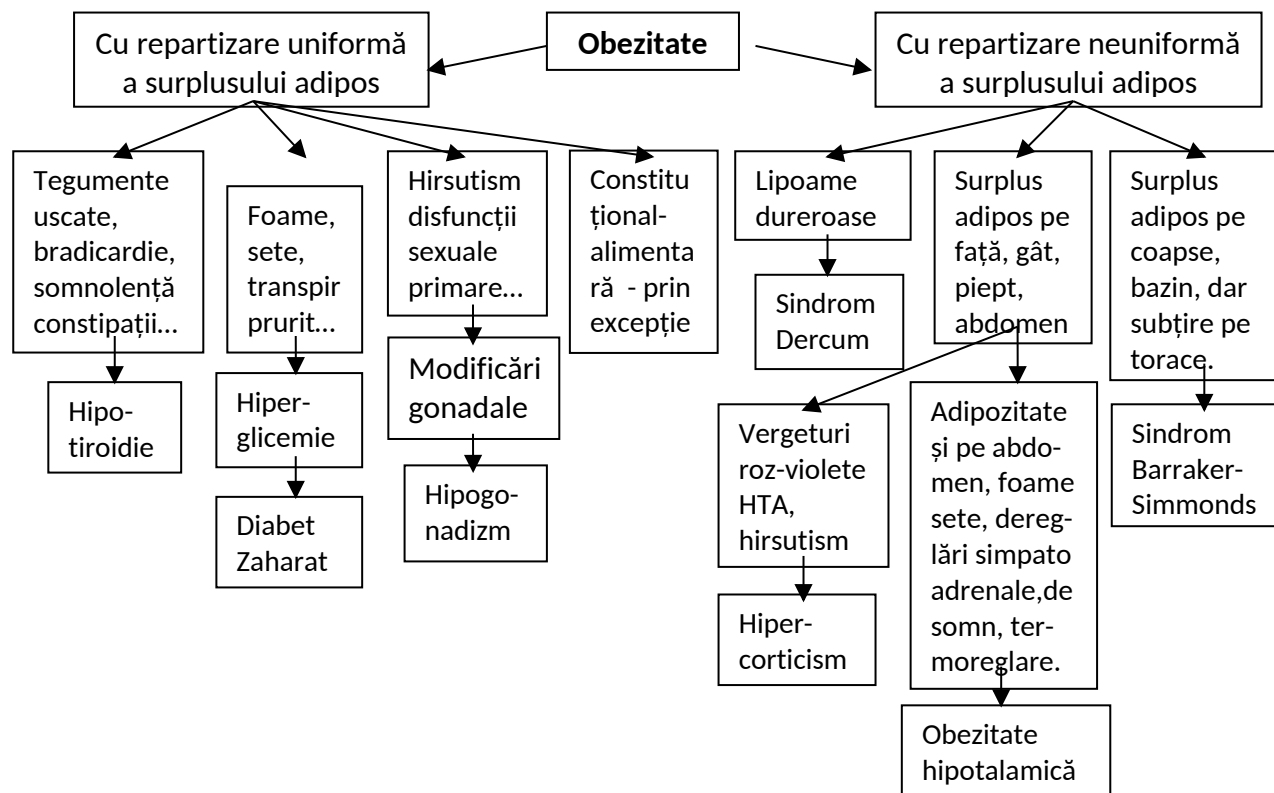 Cu repartizare uniformă
a surplusului adipos
Obezitate
Cu repartizare neuniformă
a surplusului adipos
Tegumente
uscate,
bradicardie,
somnolență
constipații...
Foame,
sete,
transpir
prurit...
Hirsutism
disfuncții
sexuale
primare...
Constitu
țional-
alimenta
ră - prin
excepție
Lipoame
dureroase
Surplus
adipos pe
față, gât,
piept,
abdomen
Surplus
adipos pe
coapse,
bazin, dar
subțire pe
torace.
Hipo-
tiroidie
Hiper-
glicemie
Diabet
Zaharat
Modificări
gonadale
Hipogo-
nadizm
Sindrom
Dercum
Vergeturi
roz-violete
HTA,
hirsutism
Hiper-
corticism
Adipozitate
și pe abdo-
men, foame
sete, dereg-
lări simpato
adrenale,de
somn, ter-
moreglare.
Obezitate
hipotalamică
Sindrom
Barraker-
Simmonds